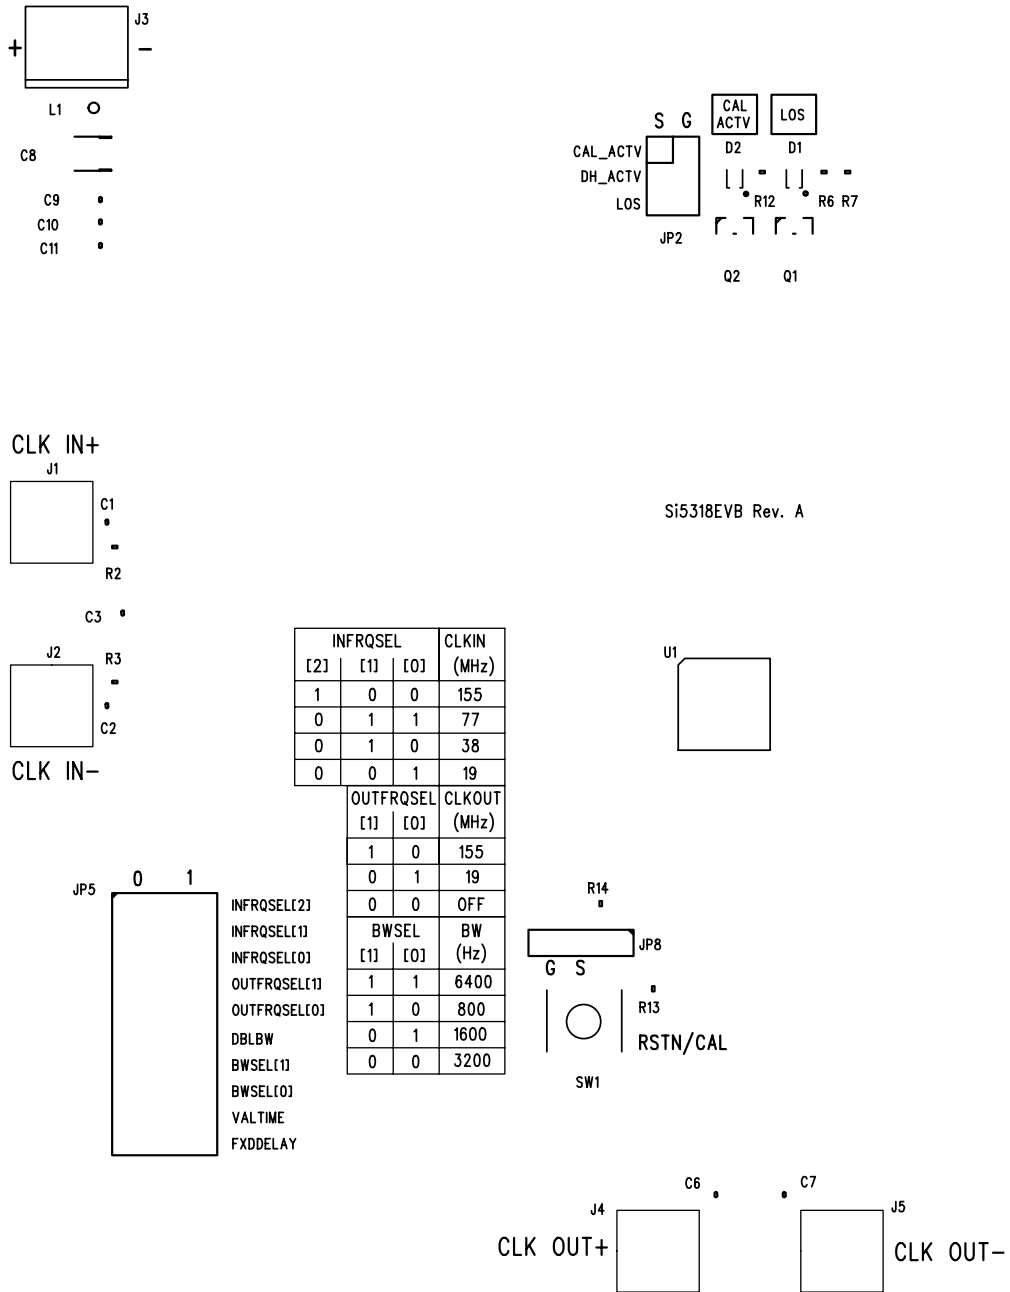 J3
+ -
L1
C8
C9
C10
C11
CAL
ACTV
LOS
S G
D2 D1
CAL_ACTV
DH_ACTV
LOS
R12 R6 R7
JP2
Q2 Q1
CLK IN+
J1
C1
R2
Si5318EVB Rev. A
C3
J2
R3
C2
CLK IN-
U1
INFRQSEL CLKIN
[2] [1] [0] (MHz)
1 0 0 155
0 1 1 77
0 1 0 38
0 0 1 19
OUTFRQSEL CLKOUT
[1] [0] (MHz)
1 0 155
0 1 19
0 0 OFF
BWSEL BW
[1] [0] (Hz)
1 1 6400
1 0 800
0 1 1600
0 0 3200
JP5
0 1
INFRQSEL[2]
INFRQSEL[1]
INFRQSEL[0]
OUTFRQSEL[1]
OUTFRQSEL[0]
DBLBW
BWSEL[1]
BWSEL[0]
VALTIME
FXDDELAY
R14
JP8
G S
R13
RSTN/CAL
SW1
C6 C7
J4 J5
CLK OUT+ CLK OUT-